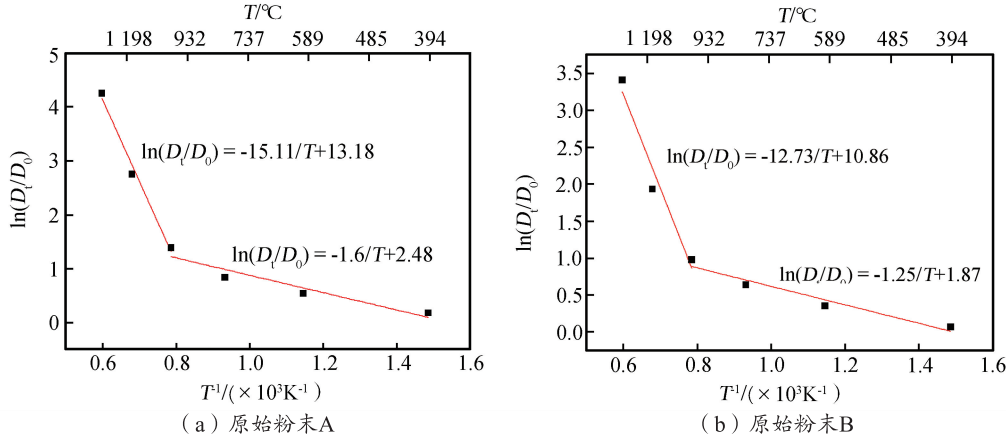 T/°C
1 198 932 737 589 485 394
5
4
3
2
1
0
ln(Dt/D0)
ln(Dt/D0) = -15.11/T+13.18
ln(Dt/D0) = -1.6/T+2.48
0.6 0.8 1.0 1.2 1.4 1.6
T-1/(×10³K-1)
(a)原始粉末A
T/°C
1 198 932 737 589 485 394
3.5
3.0
2.5
2.0
1.5
1.0
0.5
0.0
ln(Dt/D0)
ln(Dt/D0) = -12.73/T+10.86
ln(Dt/D0) = -1.25/T+1.87
0.6 0.8 1.0 1.2 1.4 1.6
T-1/(×10³K-1)
(b)原始粉末B